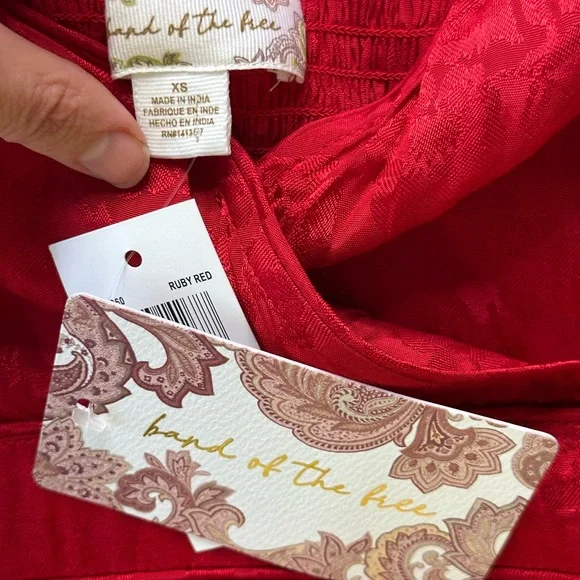 band of the free
XS
MADE IN INDIA
FABRIQUE EN INDE
HECHO EN INDIA
RUBY RED
band of the free